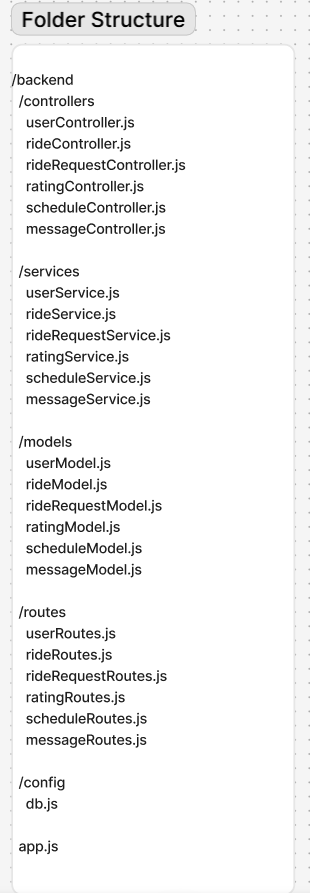 Folder Structure
/backend
/controllers
userController.js
rideController.js
rideRequestController.js
ratingController.js
scheduleController.js
messageController.js
/services
userService.js
rideService.js
rideRequestService.js
ratingService.js
scheduleService.js
messageService.js
/models
userModel.js
rideModel.js
rideRequestModel.js
ratingModel.js
scheduleModel.js
messageModel.js
/routes
userRoutes.js
rideRoutes.js
rideRequestRoutes.js
ratingRoutes.js
scheduleRoutes.js
messageRoutes.js
/config
db.js
app.js